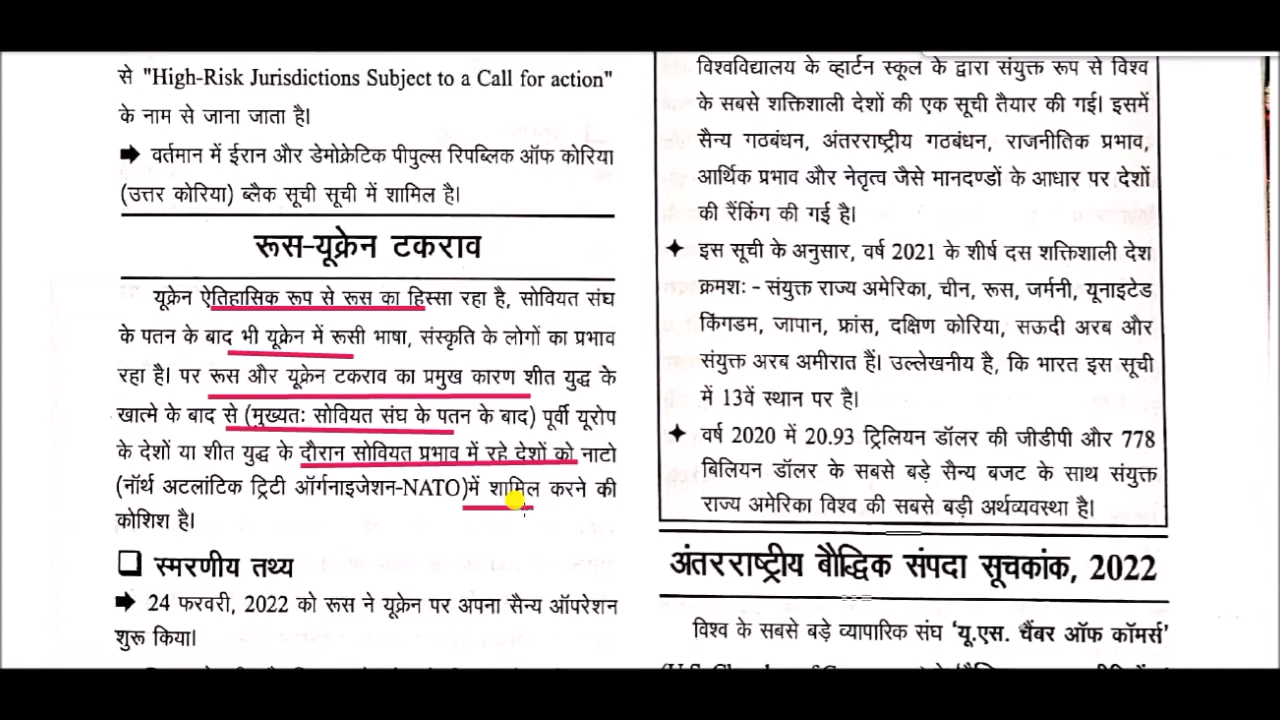 से "High-Risk Jurisdictions Subject to a Call for action"
के नाम से जाना जाता है।
➡ वर्तमान में ईरान और डेमोक्रेटिक पीपुल्स रिपब्लिक ऑफ कोरिया
(उत्तर कोरिया) ब्लैक सूची सूची में शामिल है।
रूस-यूक्रेन टकराव
यूक्रेन ऐतिहासिक रूप से रूस का हिस्सा रहा है, सोवियत संघ
के पतन के बाद भी यूक्रेन में रूसी भाषा, संस्कृति के लोगों का प्रभाव
रहा है। पर रूस और यूक्रेन टकराव का प्रमुख कारण शीत युद्ध के
खात्मे के बाद से (मुख्यतः सोवियत संघ के पतन के बाद) पूर्वी यूरोप
के देशों या शीत युद्ध के दौरान सोवियत प्रभाव में रहे देशों को नाटो
(नॉर्थ अटलांटिक ट्रिटी ऑर्गनाइजेशन-NATO)में शामिल करने की
कोशिश है।
❑ स्मरणीय तथ्य
➡ 24 फरवरी, 2022 को रूस ने यूक्रेन पर अपना सैन्य ऑपरेशन
शुरू किया।
विश्वविद्यालय के व्हार्टन स्कूल के द्वारा संयुक्त रूप से विश्व
के सबसे शक्तिशाली देशों की एक सूची तैयार की गई। इसमें
सैन्य गठबंधन, अंतरराष्ट्रीय गठबंधन, राजनीतिक प्रभाव,
आर्थिक प्रभाव और नेतृत्व जैसे मानदण्डों के आधार पर देशों
की रैंकिंग की गई है।
✦ इस सूची के अनुसार, वर्ष 2021 के शीर्ष दस शक्तिशाली देश
क्रमशः - संयुक्त राज्य अमेरिका, चीन, रूस, जर्मनी, यूनाइंटेड
किंगडम, जापान, फ्रांस, दक्षिण कोरिया, सऊदी अरब और
संयुक्त अरब अमीरात हैं। उल्लेखनीय है, कि भारत इस सूची
में 13वें स्थान पर है।
✦ वर्ष 2020 में 20.93 ट्रिलियन डॉलर की जीडीपी और 778
बिलियन डॉलर के सबसे बड़े सैन्य बजट के साथ संयुक्त
राज्य अमेरिका विश्व की सबसे बड़ी अर्थव्यवस्था है।
अंतरराष्ट्रीय बौद्धिक संपदा सूचकांक, 2022
विश्व के सबसे बड़े व्यापारिक संघ 'यू.एस. चैंबर ऑफ कॉमर्स'